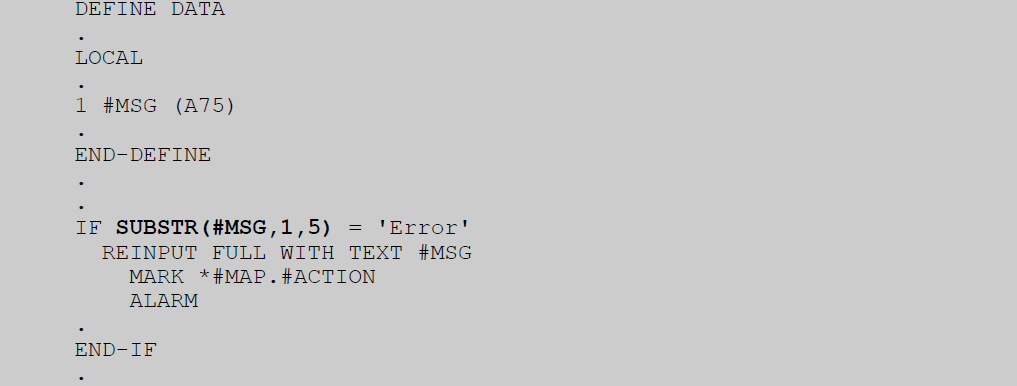 DEFINE DATA
.
LOCAL
.
1 #MSG (A75)
.
END-DEFINE
.
.
IF SUBSTR(#MSG,1,5) = 'Error'
REINPUT FULL WITH TEXT #MSG
MARK *#MAP.#ACTION
ALARM
.
END-IF
.